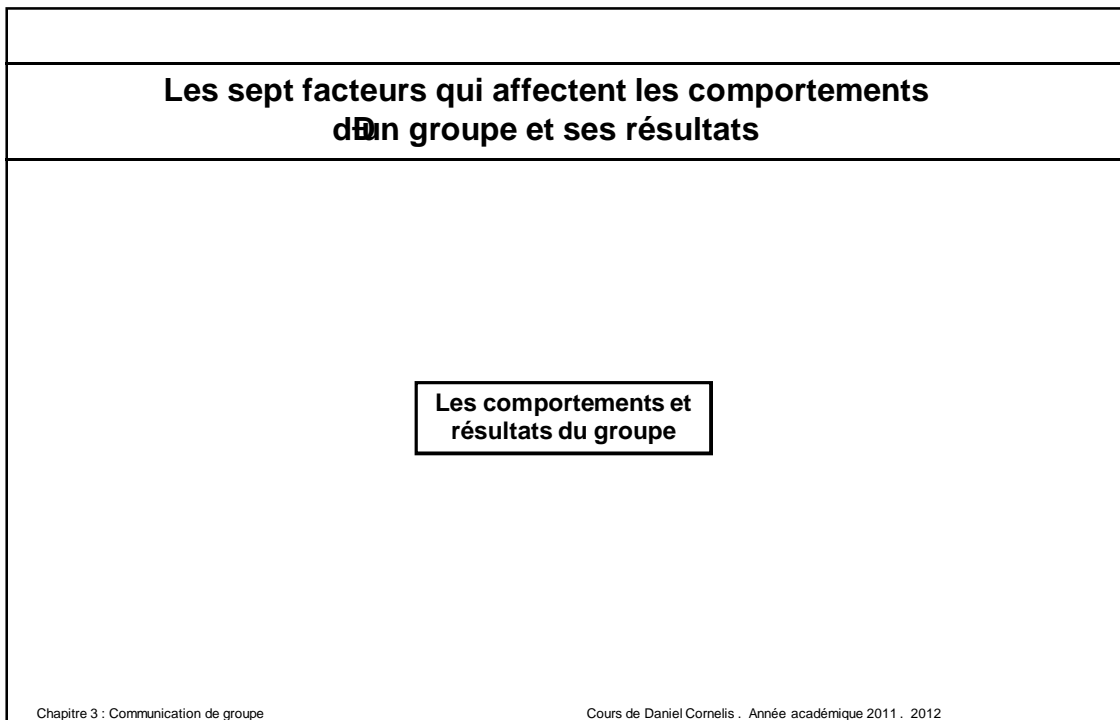 Les sept facteurs qui affectent les comportements
d'un groupe et ses résultats
Les comportements et
résultats du groupe
Chapitre 3 : Communication de groupe
Cours de Daniel Cornelis . Année académique 2011 . 2012